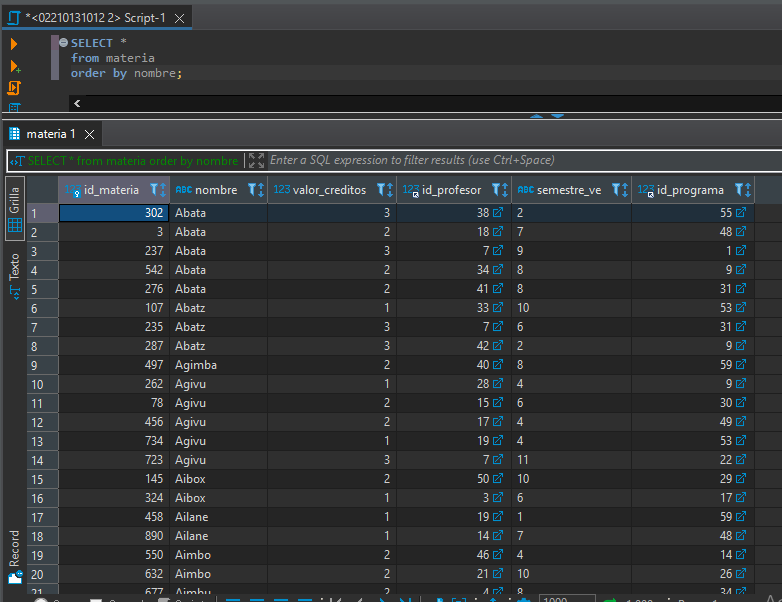 *<02210131012 2> Script-1
SELECT *
from materia
order by nombre;
materia 1
SELECT * from materia order by nombre
Enter a SQL expression to filter results (use Ctrl+Space)
Grilla
Texto
Record
123 id_materia ABC nombre 123 valor_creditos 123 id_profesor ABC semestre_ve 123 id_programa
1 302 Abata 3 38 2 55
2 3 Abata 2 18 7 48
3 237 Abata 3 7 9 1
4 542 Abata 2 34 8 9
5 276 Abata 2 41 8 31
6 107 Abatz 1 33 10 53
7 235 Abatz 3 7 6 31
8 287 Abatz 3 42 2 9
9 497 Agimba 2 40 8 59
10 262 Agivu 1 28 4 9
11 78 Agivu 2 15 6 30
12 456 Agivu 2 17 4 49
13 734 Agivu 1 19 4 53
14 723 Agivu 3 7 11 22
15 145 Aibox 2 50 10 29
16 324 Aibox 1 3 6 17
17 458 Ailane 1 19 1 59
18 890 Ailane 1 14 7 48
19 550 Aimbo 2 46 4 14
20 632 Aimbo 2 21 10 26
21 677 Aimbu 2 4 8 34